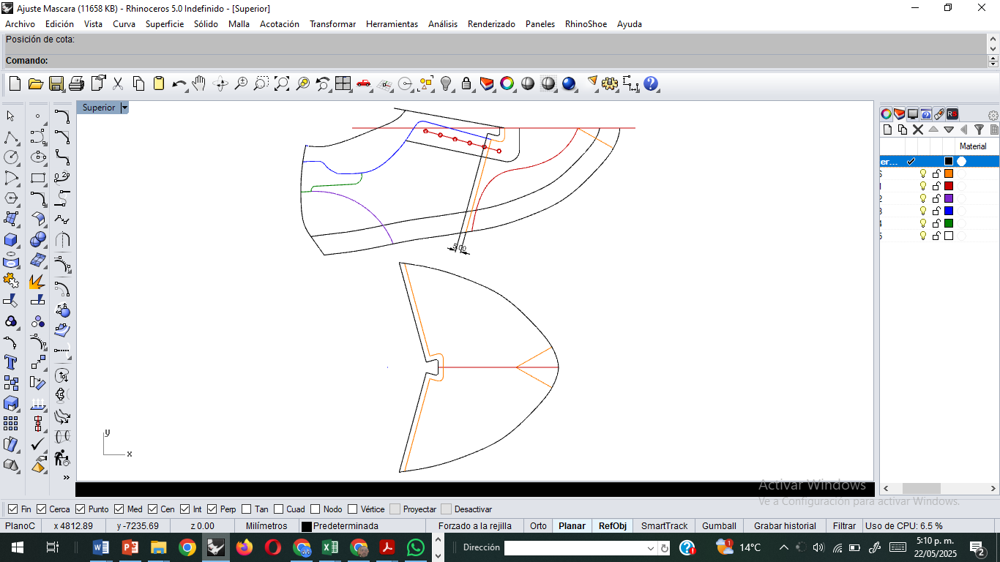 Ajuste Mascara (11658 KB) - Rhinoceros 5.0 Indefinido - [Superior]
Archivo Edición Vista Curva Superficie Sólido Malla Acotación Transformar Herramientas Análisis Renderizado Paneles RhinoShoe Ayuda
Posición de cota:
Comando:
Superior
Material
er...
5.00
y
x
Activar Windows
Ve a Configuración para activar Windows.
Fin Cerca Punto Med Cen Int Perp Tan Cuad Nodo Vértice Proyectar Desactivar
PlanoC x 4812.89 y -7235.69 z 0.00 Milímetros Predeterminada Forzado a la rejilla Orto Planar RefObj SmartTrack Gumball Grabar historial Filtrar Uso de CPU: 6.5 %
Dirección 14°C 5:10 p. m.
22/05/2025 2